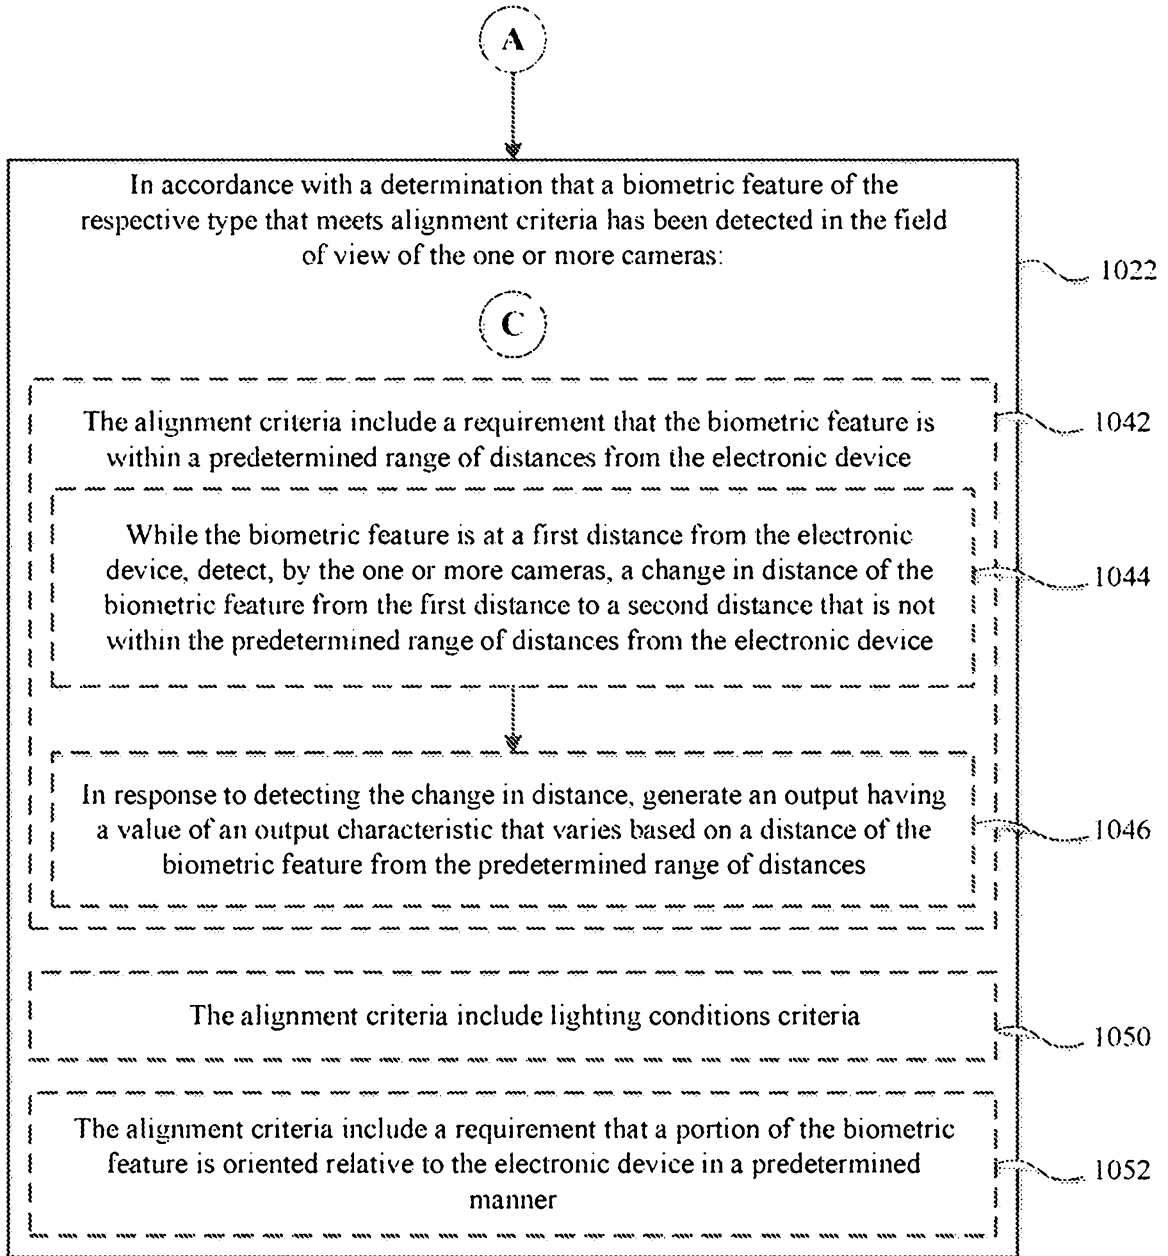 A
In accordance with a determination that a biometric feature of the
respective type that meets alignment criteria has been detected in the field
of view of the one or more cameras:
1022
C
The alignment criteria include a requirement that the biometric feature is
within a predetermined range of distances from the electronic device
1042
While the biometric feature is at a first distance from the electronic
device, detect, by the one or more cameras, a change in distance of the
biometric feature from the first distance to a second distance that is not
within the predetermined range of distances from the electronic device
1044
In response to detecting the change in distance, generate an output having
a value of an output characteristic that varies based on a distance of the
biometric feature from the predetermined range of distances
1046
The alignment criteria include lighting conditions criteria
1050
The alignment criteria include a requirement that a portion of the biometric
feature is oriented relative to the electronic device in a predetermined
manner
1052